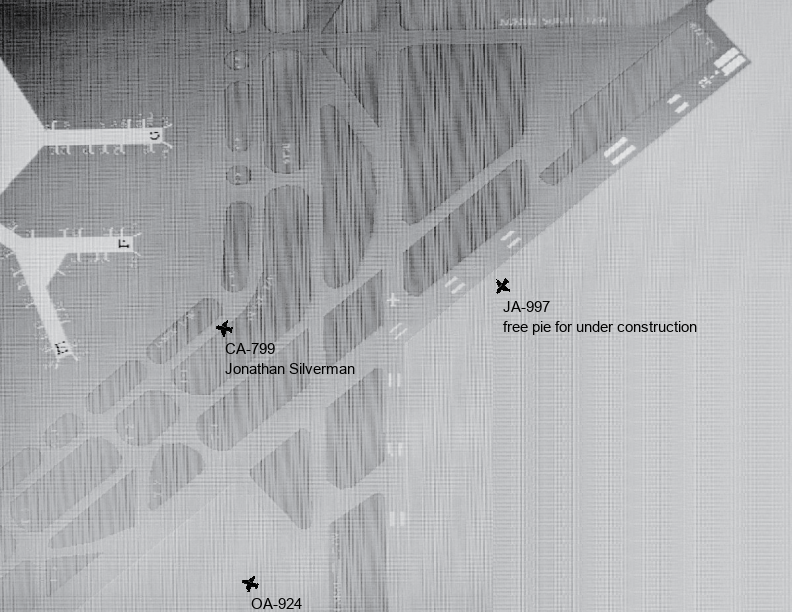 G
F
JA-997
free pie for under construction
CA-799
Jonathan Silverman
OA-924